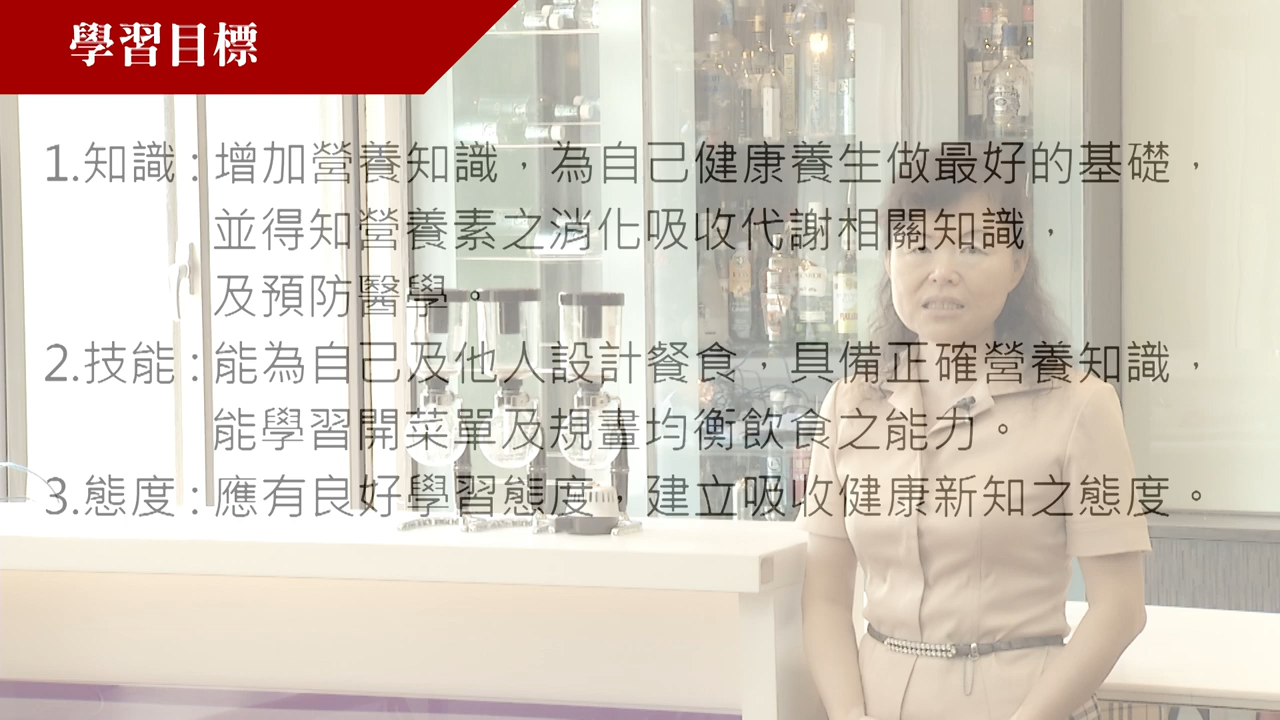 學習目標
1.知識：增加營養知識，為自己健康養生做最好的基礎，
並得知營養素之消化吸收代謝相關知識，
及預防醫學。
2.技能：能為自己及他人設計餐食，具備正確營養知識，
能學習開菜單及規畫均衡飲食之能力。
3.態度：應有良好學習態度，建立吸收健康新知之態度。